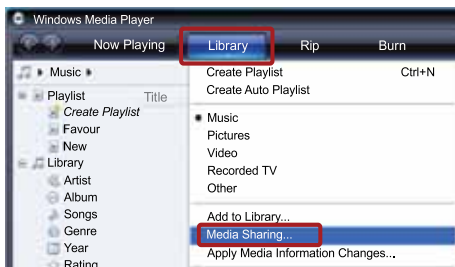 Windows Media Player
Now Playing Library Rip Burn
Music
Playlist Title
Create Playlist
Favour
New
Library
Artist
Album
Songs
Genre
Year
Rating
Create Playlist Ctrl+N
Create Auto Playlist
Music
Pictures
Video
Recorded TV
Other
Add to Library...
Media Sharing...
Apply Media Information Changes...